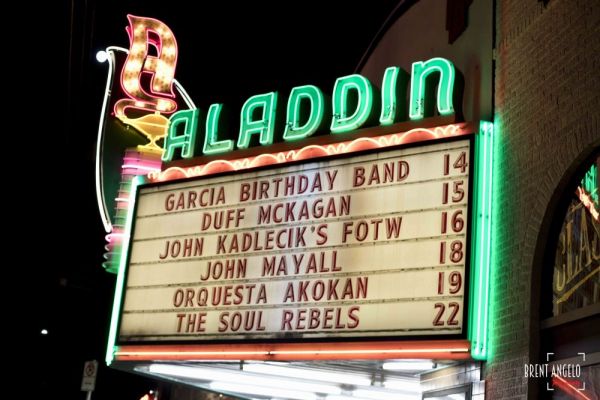 A
Aladdin
GARCIA BIRTHDAY BAND 14
DUFF MCKAGAN 15
JOHN KADLECIK'S FOTW 16
JOHN MAYALL 18
ORQUESTA AKOKAN 19
THE SOUL REBELS 22
BRENT ANGELO